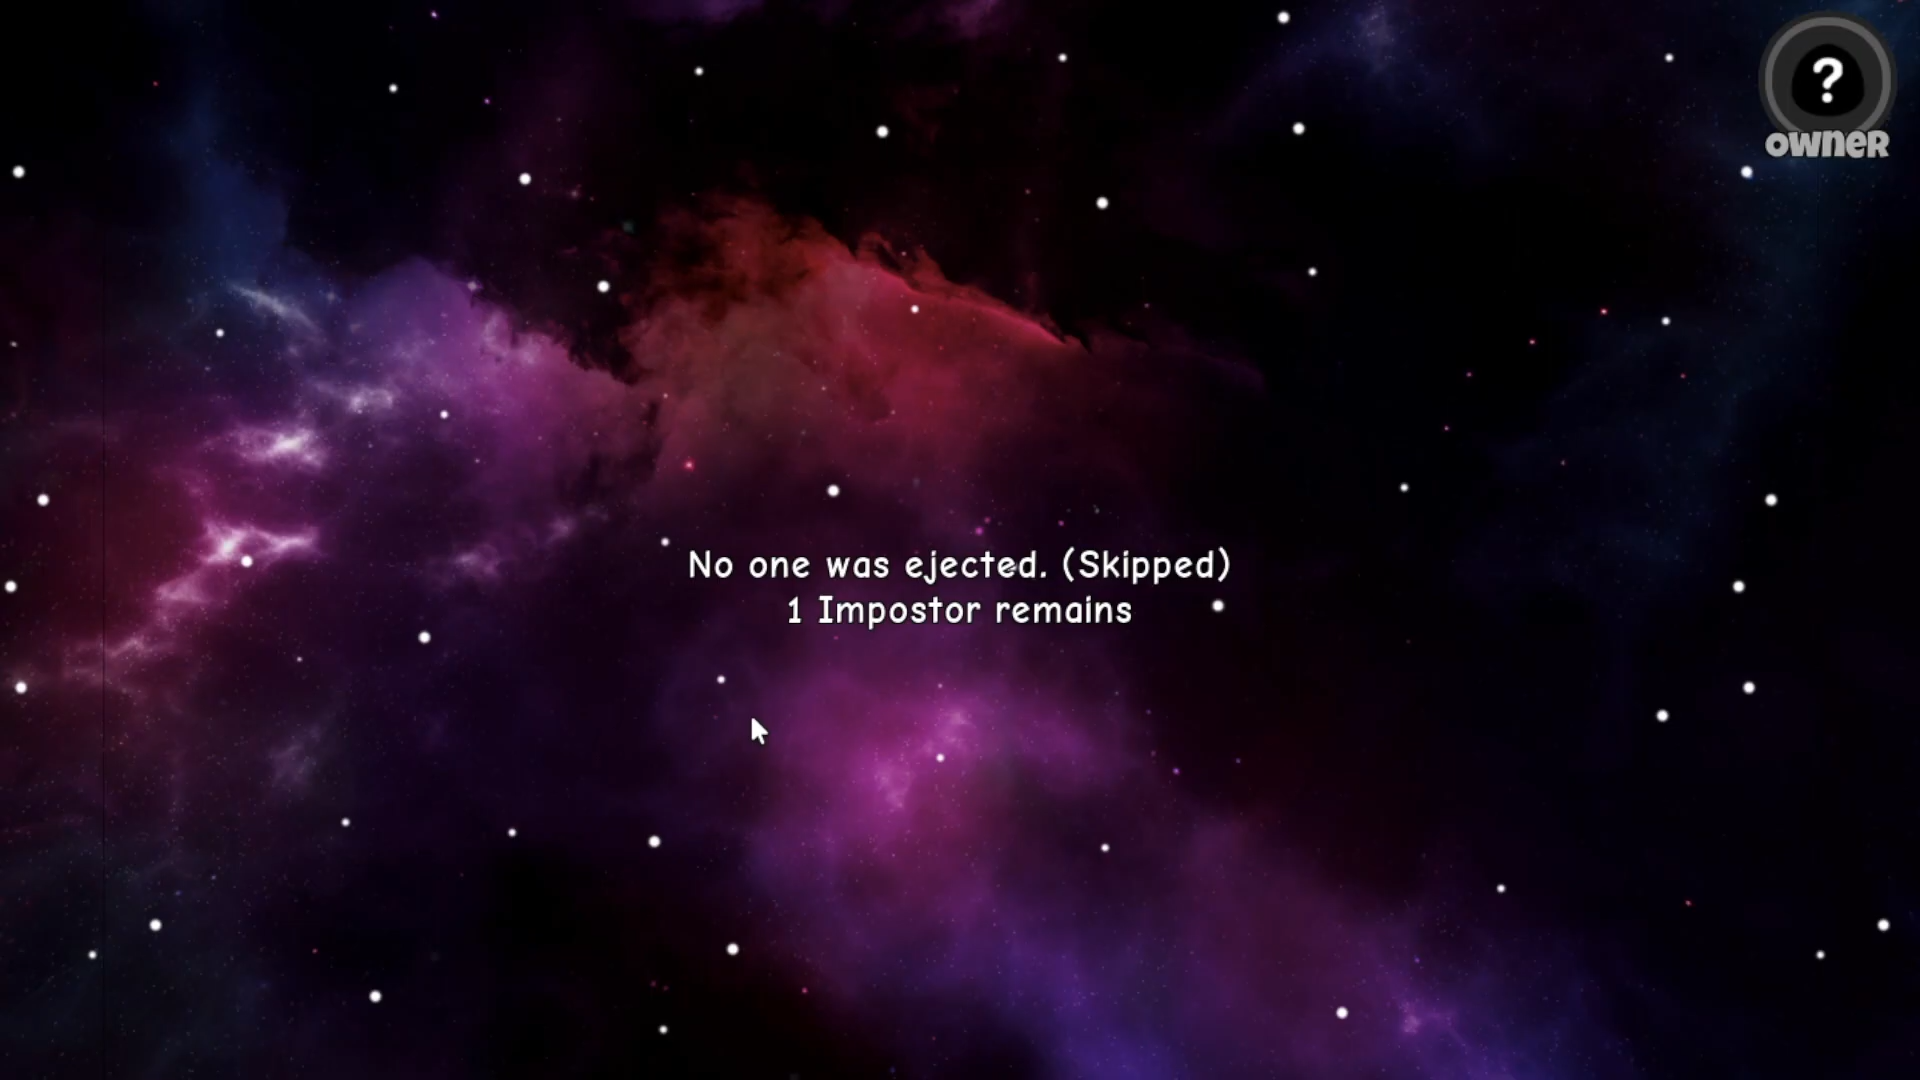 ?
OWNER
No one was ejected. (Skipped)
1 Impostor remains